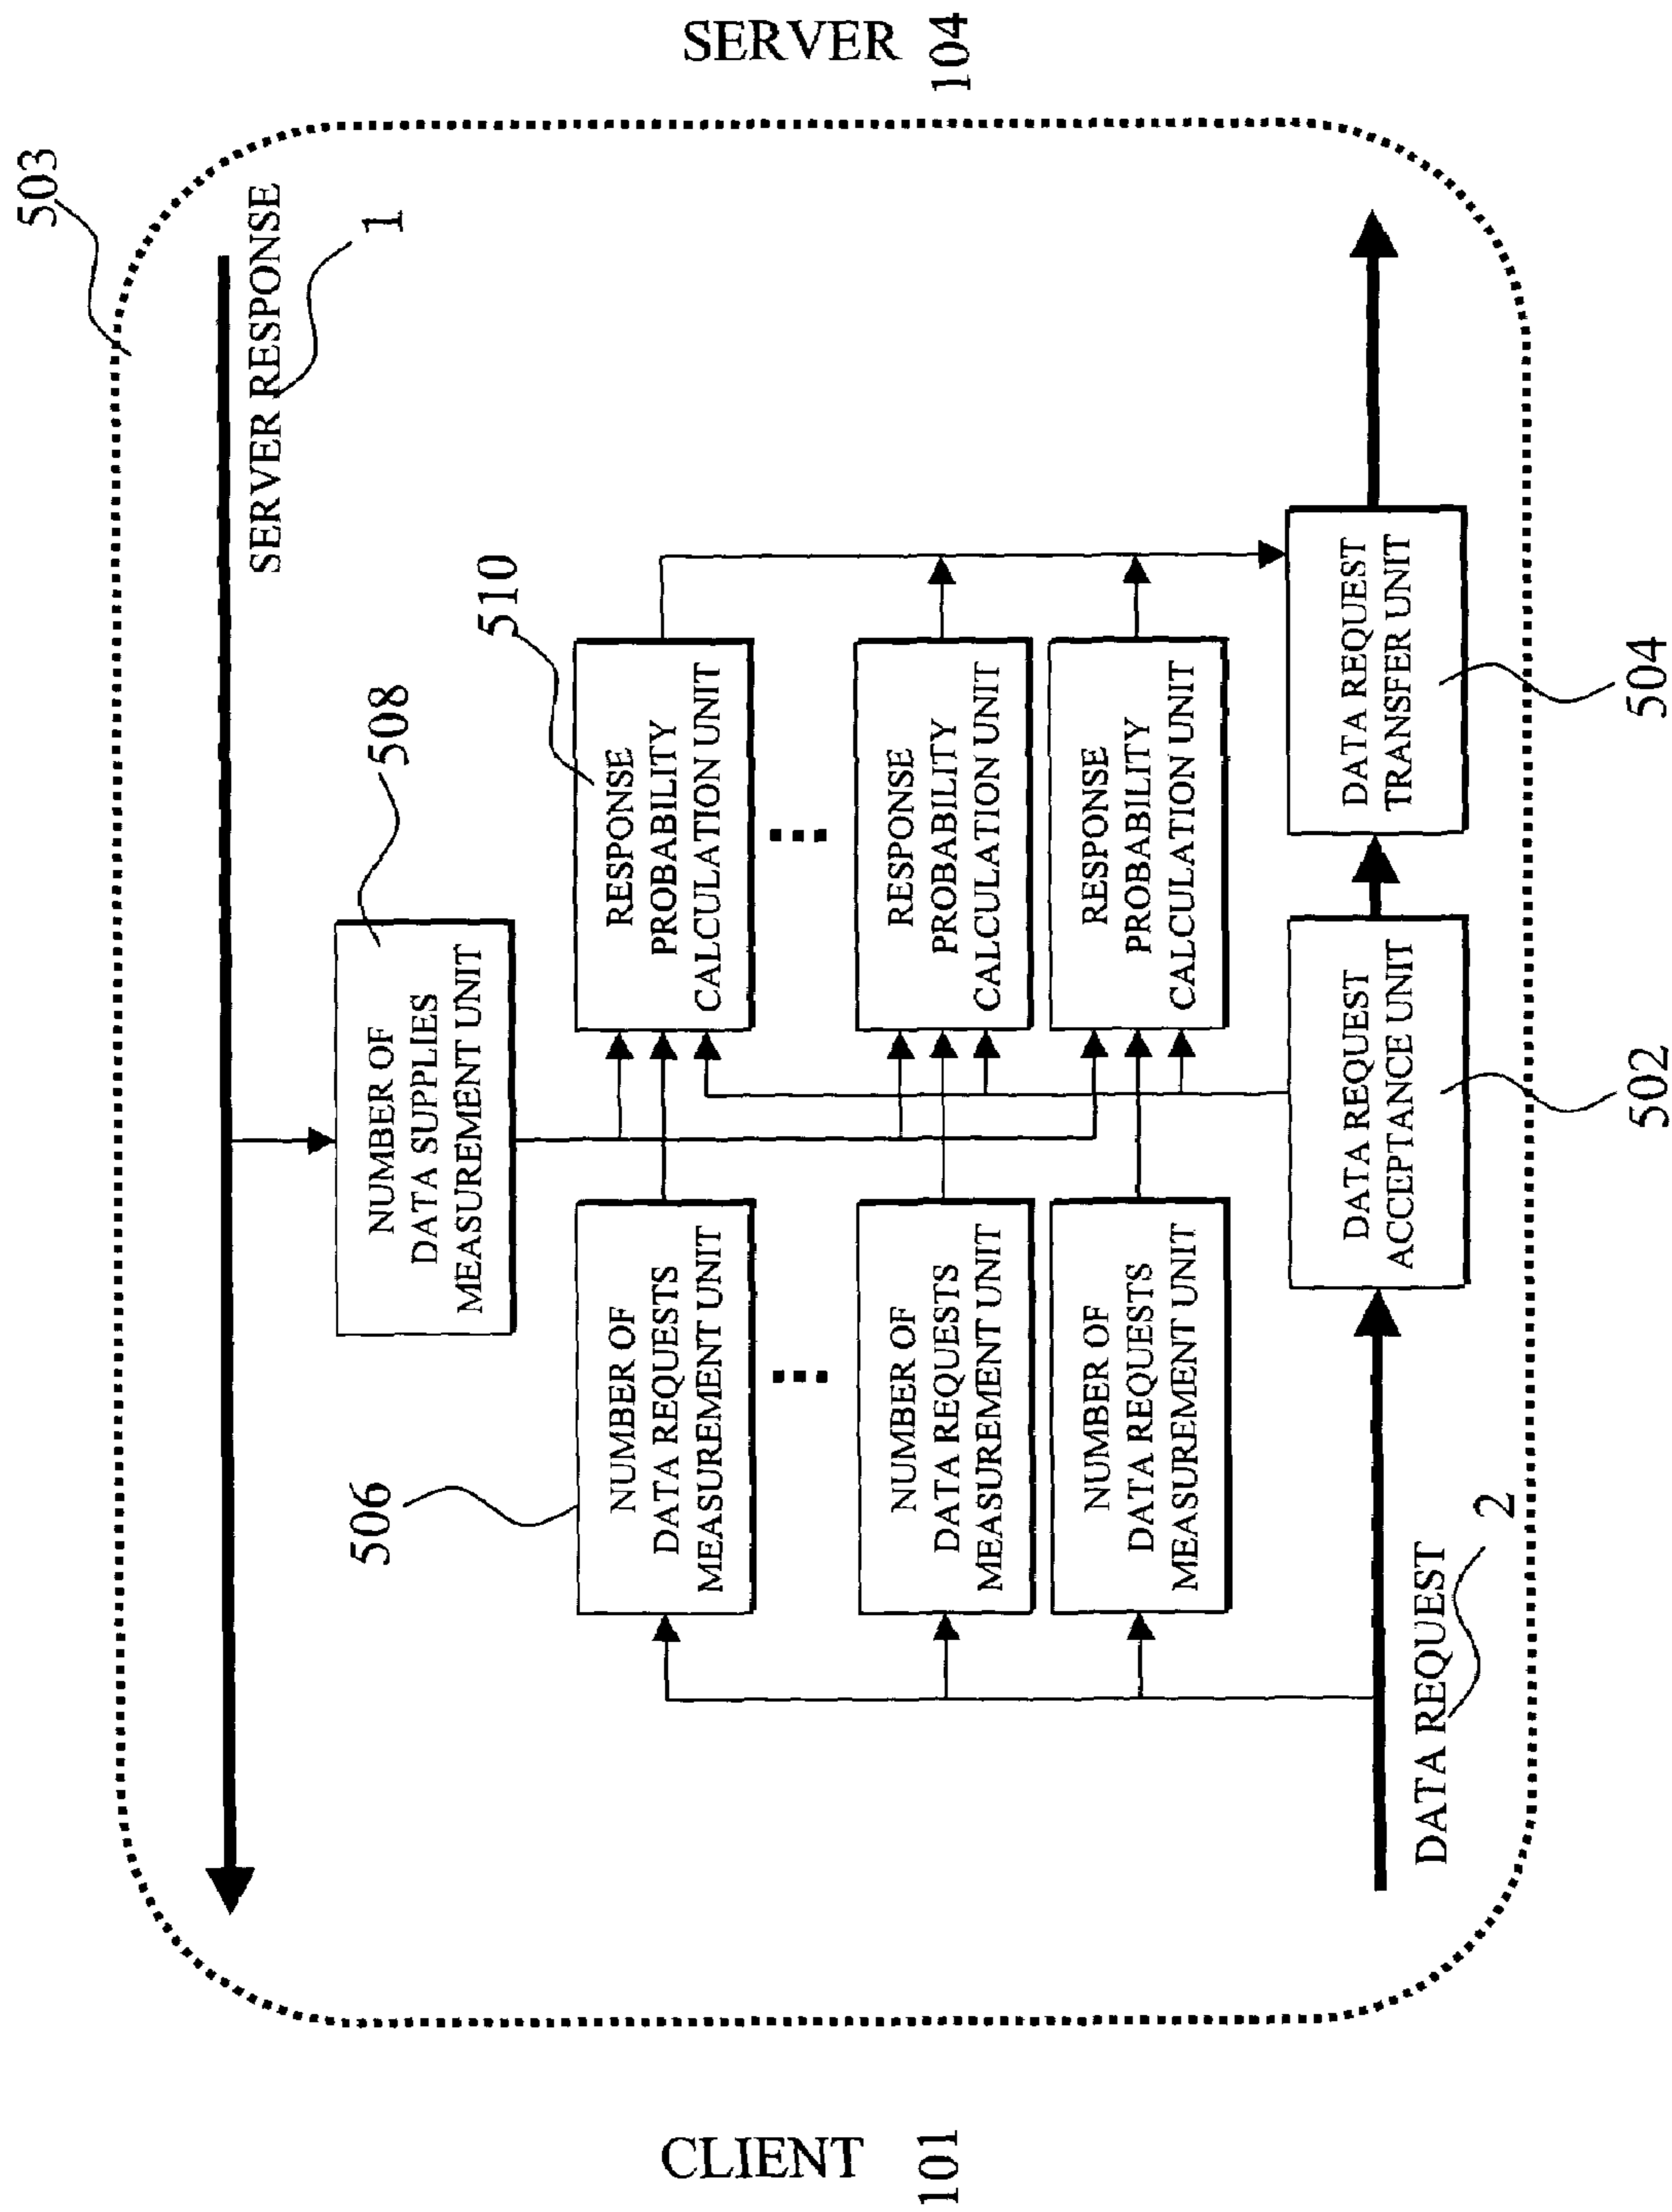 503
SERVER RESPONSE
1
508
NUMBER OF
DATA SUPPLIES
MEASUREMENT UNIT
506
NUMBER OF
DATA REQUESTS
MEASUREMENT UNIT
510
RESPONSE
PROBABILITY
CALCULATION UNIT
NUMBER OF
DATA REQUESTS
MEASUREMENT UNIT
RESPONSE
PROBABILITY
CALCULATION UNIT
CLIENT
101
SERVER
104
NUMBER OF
DATA REQUESTS
MEASUREMENT UNIT
RESPONSE
PROBABILITY
CALCULATION UNIT
DATA REQUEST
2
DATA REQUEST
ACCEPTANCE UNIT
502
DATA REQUEST
TRANSFER UNIT
504